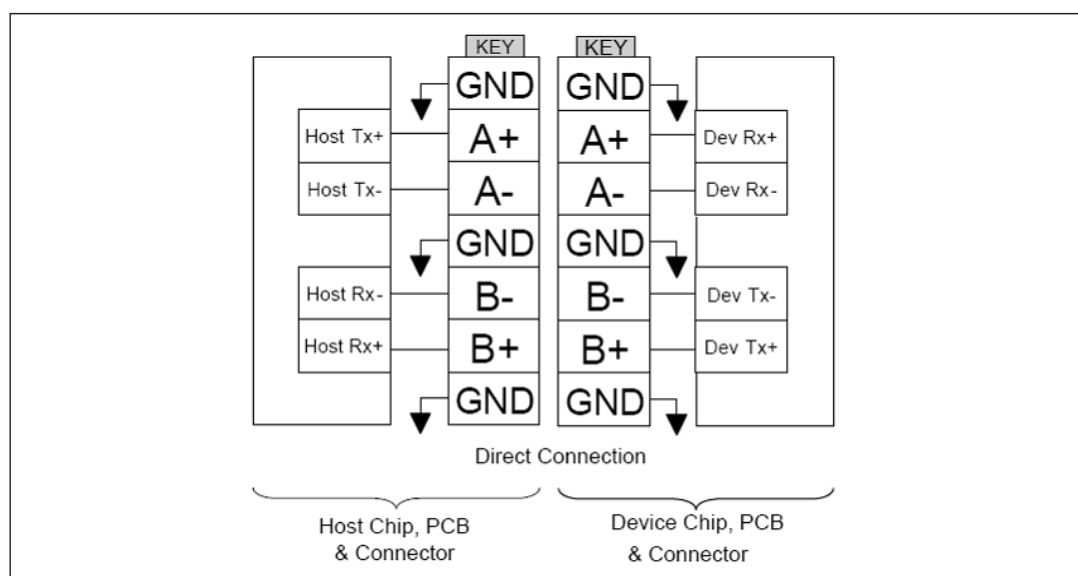 KEY KEY
GND GND
Host Tx+ A+ A+ Dev Rx+
Host Tx- A- A- Dev Rx-
GND GND
Host Rx- B- B- Dev Tx-
Host Rx+ B+ B+ Dev Tx+
GND GND
Direct Connection
Host Chip, PCB
& Connector
Device Chip, PCB
& Connector